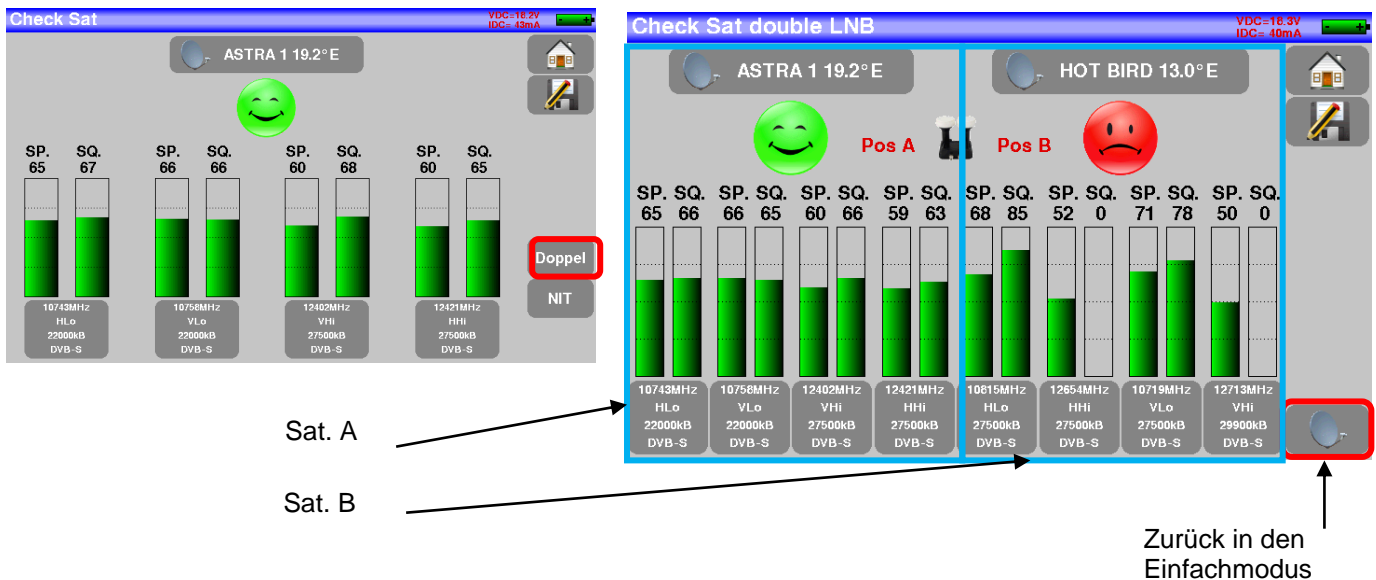 Check Sat
VDC=18.2V
IDC= 43mA
ASTRA 1 19.2°E
SP. SQ. SP. SQ. SP. SQ. SP. SQ.
65 67 66 66 60 68 60 65
Doppel
NIT
10743MHz 10758MHz 12402MHz 12421MHz
HLo VLo VHi HHi
22000kB 22000kB 27500kB 27500kB
DVB-S DVB-S DVB-S DVB-S
Check Sat double LNB
VDC=18.3V
IDC= 40mA
ASTRA 1 19.2°E HOT BIRD 13.0°E
Pos A Pos B
SP. SQ. SP. SQ. SP. SQ. SP. SQ. SP. SQ. SP. SQ. SP. SQ. SP. SQ.
65 66 66 65 60 66 59 63 68 85 52 0 71 78 50 0
10743MHz 10758MHz 12402MHz 12421MHz 10815MHz 12654MHz 10719MHz 12713MHz
HLo VLo VHi HHi HLo HHi VLo VHi
22000kB 22000kB 27500kB 27500kB 27500kB 27500kB 27500kB 29900kB
DVB-S DVB-S DVB-S DVB-S DVB-S DVB-S DVB-S DVB-S
Sat. A
Sat. B
Zurück in den
Einfachmodus